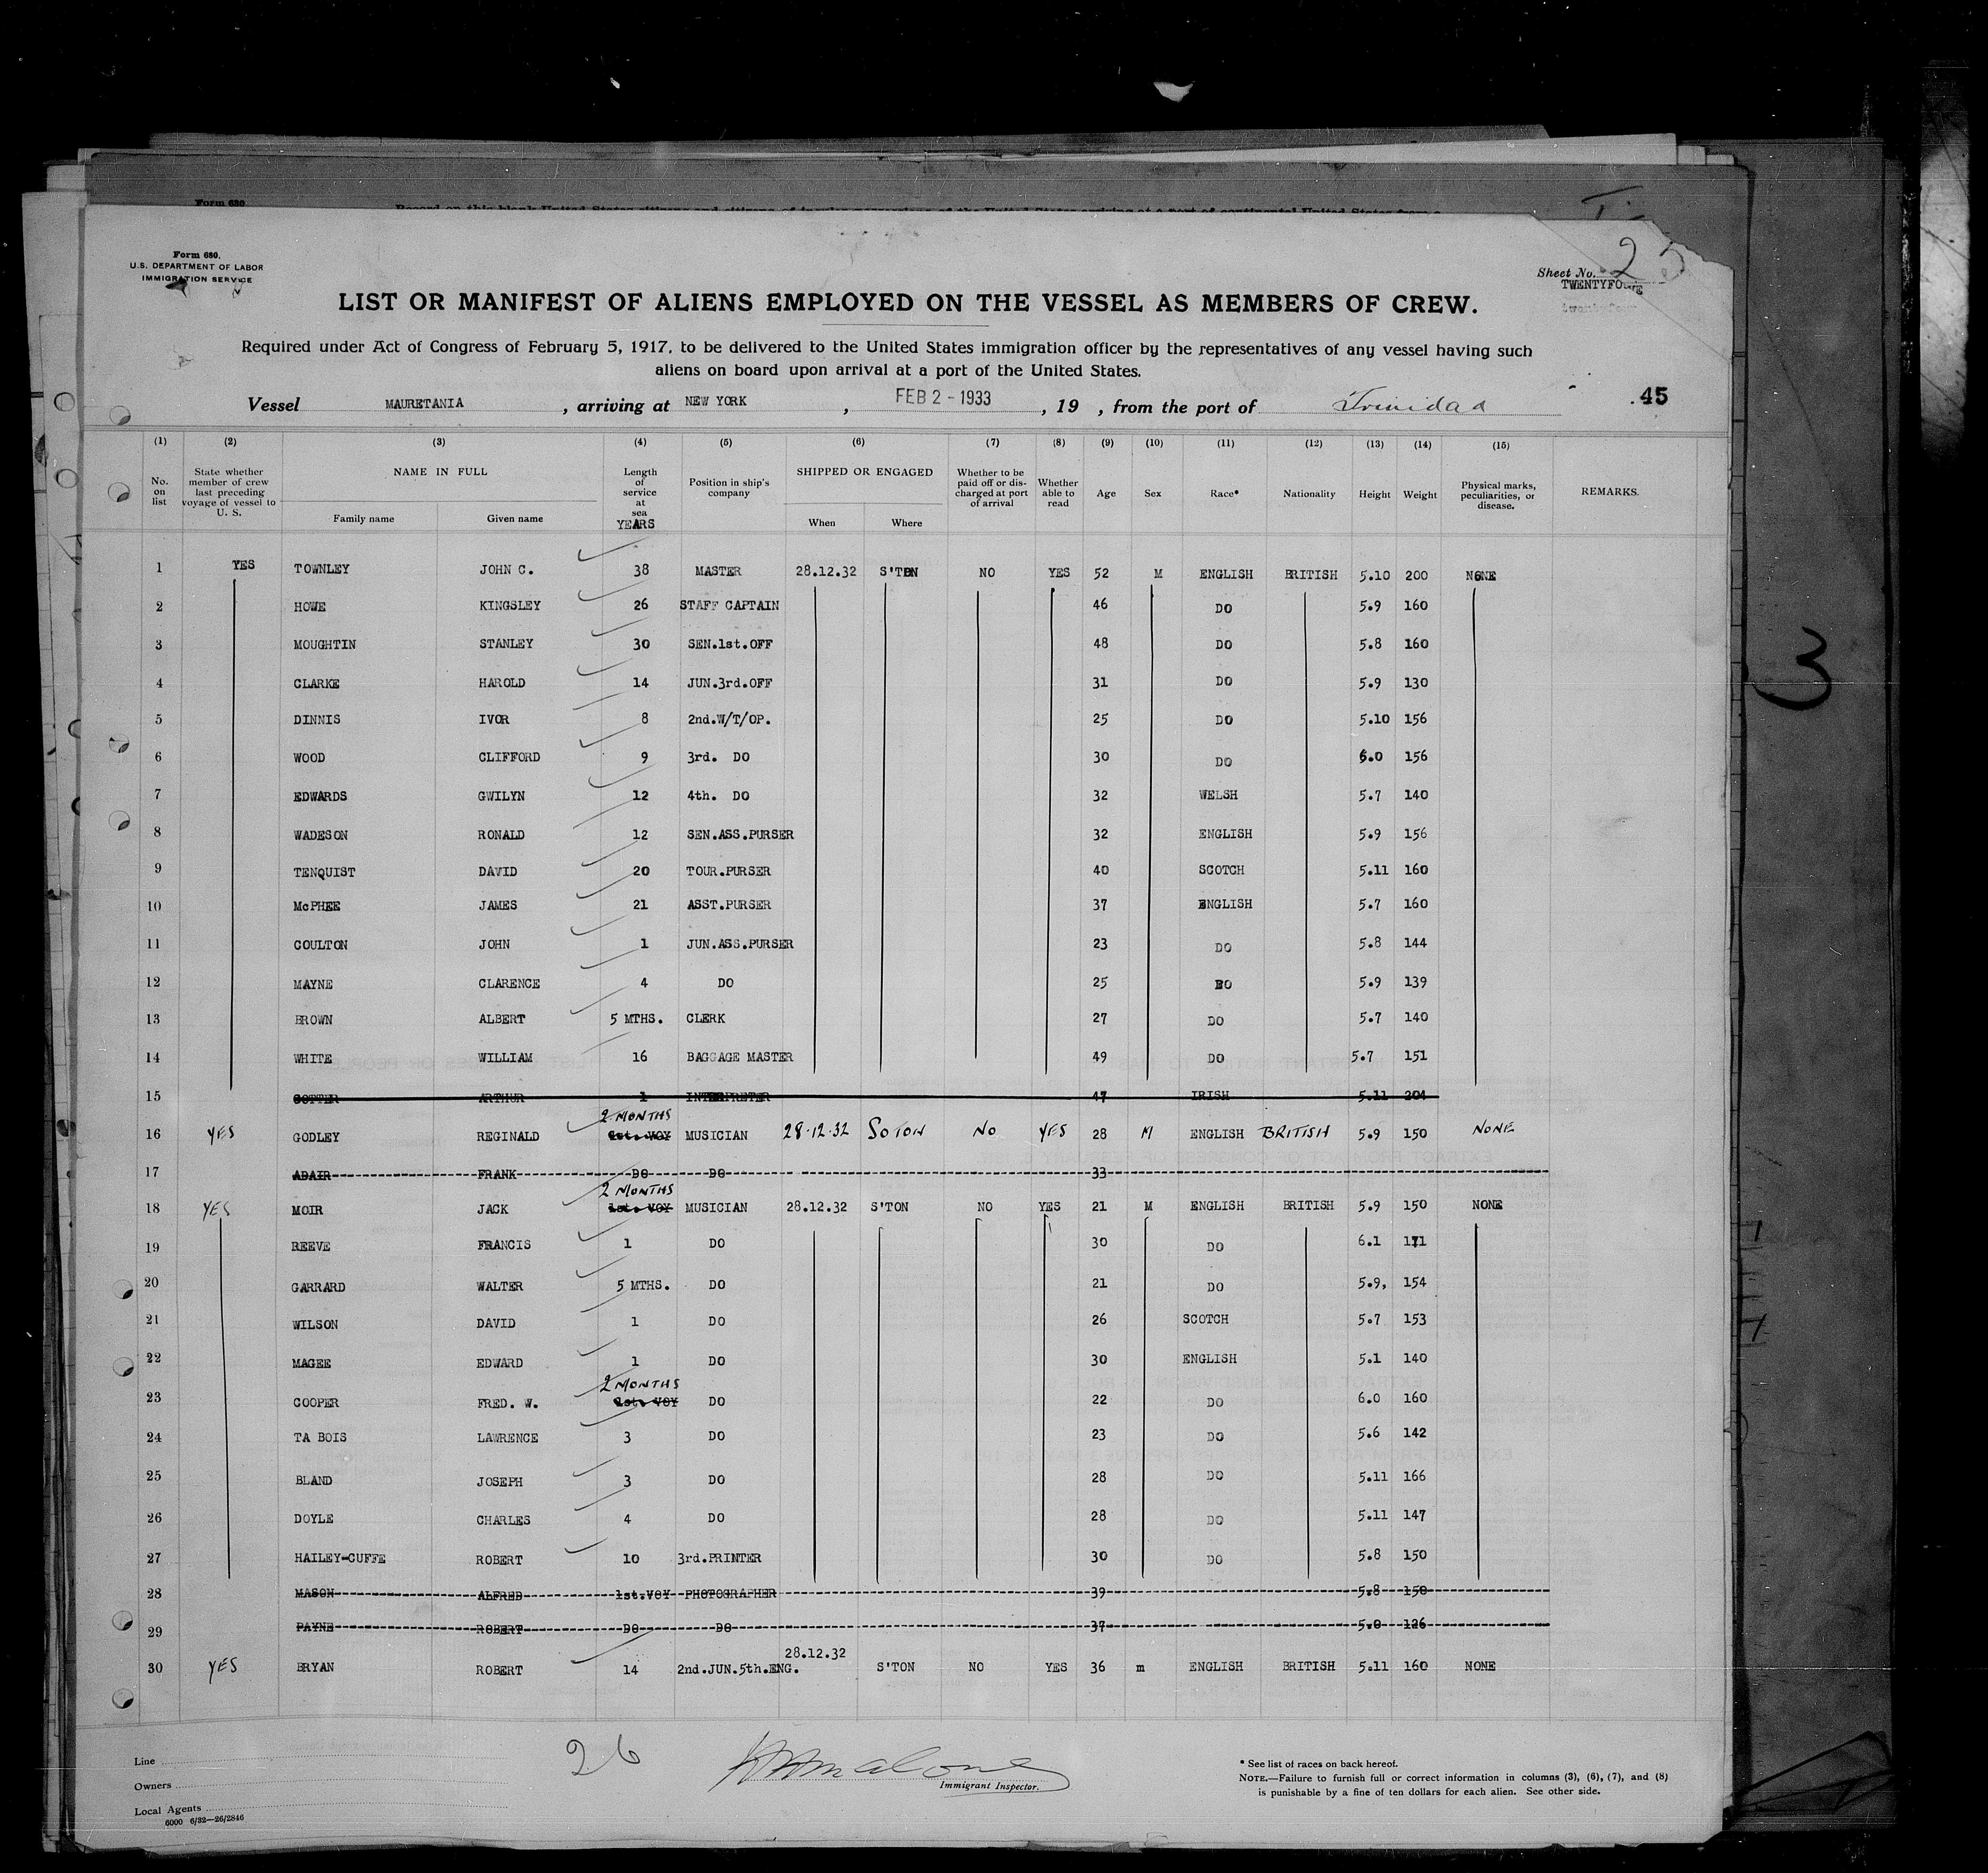 Form 680.
U.S. DEPARTMENT OF LABOR
IMMIGRATION SERVICE
Sheet No. 25
TWENTYFOUR
LIST OR MANIFEST OF ALIENS EMPLOYED ON THE VESSEL AS MEMBERS OF CREW.
Required under Act of Congress of February 5, 1917, to be delivered to the United States immigration officer by the representatives of any vessel having such
aliens on board upon arrival at a port of the United States.
Vessel MAURETANIA, arriving at NEW YORK, FEB 2 - 1933, 19 , from the port of Trinidad 45
(1) (2) (3) (4) (5) (6) (7) (8) (9) (10) (11) (12) (13) (14) (15)
No. on list State whether member of crew last preceding voyage of vessel to U. S. NAME IN FULL Family name Given name Length of service at sea YEARS Position in ship's company SHIPPED OR ENGAGED When Where Whether to be paid off or discharged at port of arrival Whether able to read Age Sex Race* Nationality Height Weight Physical marks, peculiarities, or disease. REMARKS.
1 YES TOWNLEY JOHN C. 38 MASTER 28.12.32 S'TON NO YES 52 M ENGLISH BRITISH 5.10 200 NONE
2 HOWE KINGSLEY 26 STAFF CAPTAIN 46 DO 5.9 160
3 MOUGHTIN STANLEY 30 SEN.1st.OFF 48 DO 5.8 160
4 CLARKE HAROLD 14 JUN.3rd.OFF 31 DO 5.9 130
5 DINNIS IVOR 8 2nd.W/T/OP. 25 DO 5.10 156
6 WOOD CLIFFORD 9 3rd. DO 30 DO 6.0 156
7 EDWARDS GWILYN 12 4th. DO 32 WELSH 5.7 140
8 WADESON RONALD 12 SEN.ASS.PURSER 32 ENGLISH 5.9 156
9 TENQUIST DAVID 20 TOUR.PURSER 40 SCOTCH 5.11 160
10 McPHEE JAMES 21 ASST.PURSER 37 ENGLISH 5.7 160
11 COULTON JOHN 1 JUN.ASS.PURSER 23 DO 5.8 144
12 MAYNE CLARENCE 4 DO 25 DO 5.9 139
13 BROWN ALBERT 5 MTHS. CLERK 27 DO 5.7 140
14 WHITE WILLIAM 16 BAGGAGE MASTER 49 DO 5.7 151
15 COTTER ARTHUR 1 INTERPRETER 47 IRISH 5.11 204
2 MONTHS
16 YES GODLEY REGINALD 1st. VOY MUSICIAN 28.12.32 SOTON NO YES 28 M ENGLISH BRITISH 5.9 150 NONE
17 ADAIR FRANK DO DO 33
2 MONTHS
18 YES MOIR JACK 1st. VOY MUSICIAN 28.12.32 S'TON NO YES 21 M ENGLISH BRITISH 5.9 150 NONE
19 REEVE FRANCIS 1 DO 30 DO 6.1 171
20 GARRARD WALTER 5 MTHS. DO 21 DO 5.9, 154
21 WILSON DAVID 1 DO 26 SCOTCH 5.7 153
22 MAGEE EDWARD 1 DO 30 ENGLISH 5.1 140
2 MONTHS
23 COOPER FRED. W. 1st. VOY DO 22 DO 6.0 160
24 TA BOIS LAWRENCE 3 DO 23 DO 5.6 142
25 BLAND JOSEPH 3 DO 28 DO 5.11 166
26 DOYLE CHARLES 4 DO 28 DO 5.11 147
27 HAILEY-CUFFE ROBERT 10 3rd.PRINTER 30 DO 5.8 150
28 MASON ALFRED 1st.VOY PHOTOGRAPHER 39 5.8 150
29 PAYNE ROBERT DO DO 37 5.0 126
30 YES BRYAN ROBERT 14 2nd.JUN.5th.ENG. 28.12.32 S'TON NO YES 36 m ENGLISH BRITISH 5.11 160 NONE
26
Immigrant Inspector.
Line
Owners
Local Agents
6000 6/32—26/2846
* See list of races on back hereof.
NOTE.—Failure to furnish full or correct information in columns (3), (6), (7), and (8)
is punishable by a fine of ten dollars for each alien. See other side.
3